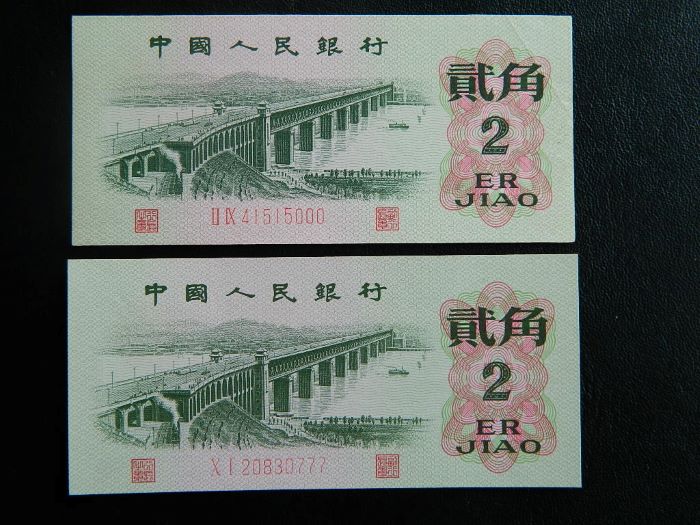 中國人民銀行
貳角
2
ER
JIAO
II IX 41515000
中國人民銀行
貳角
2
ER
JIAO
X I 20830777